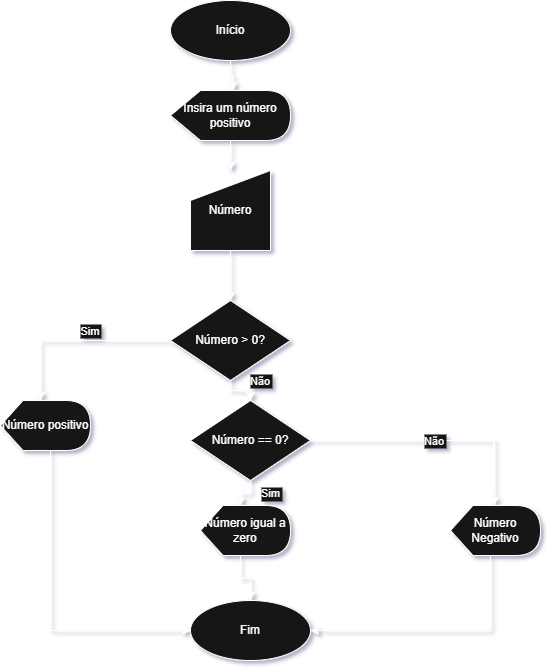 Início
Insira um número
positivo
Número
Número > 0?
Sim
Não
Número positivo
Número == 0?
Não
Sim
Número igual a
zero
Número
Negativo
Fim